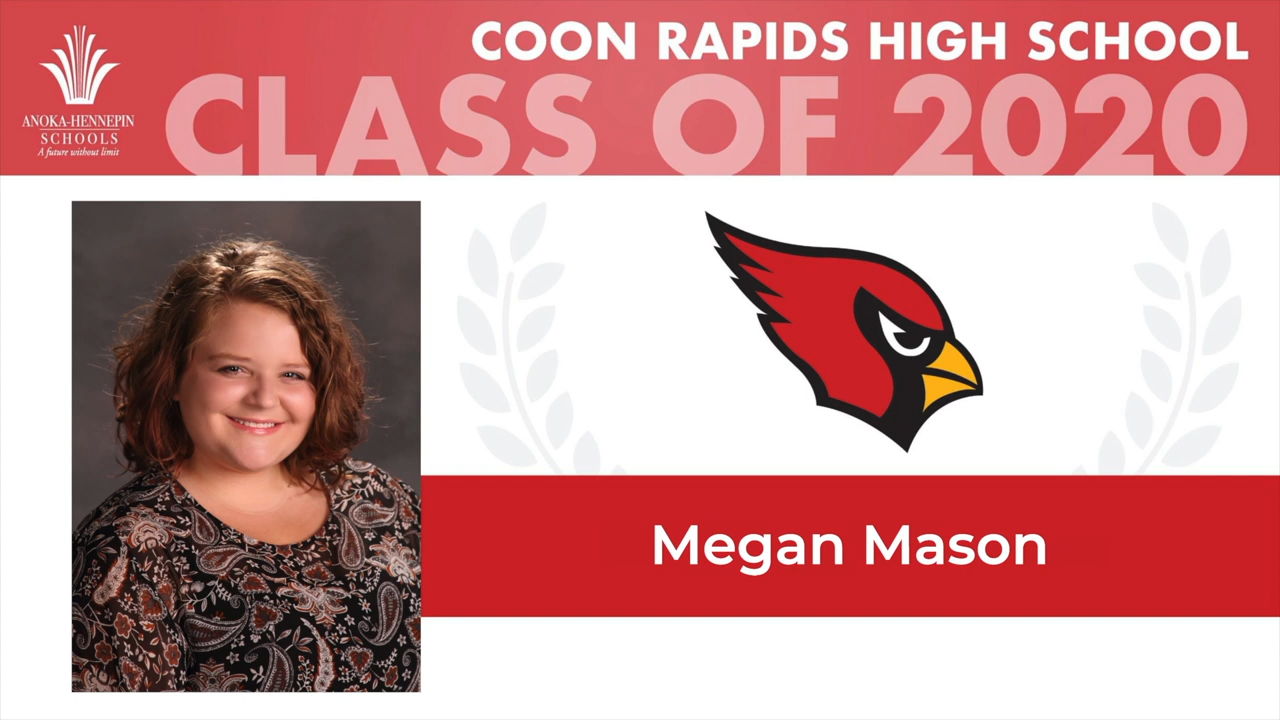 COON RAPIDS HIGH SCHOOL
CLASS OF 2020
ANOKA-HENNEPIN
SCHOOLS
A future without limit
Megan Mason